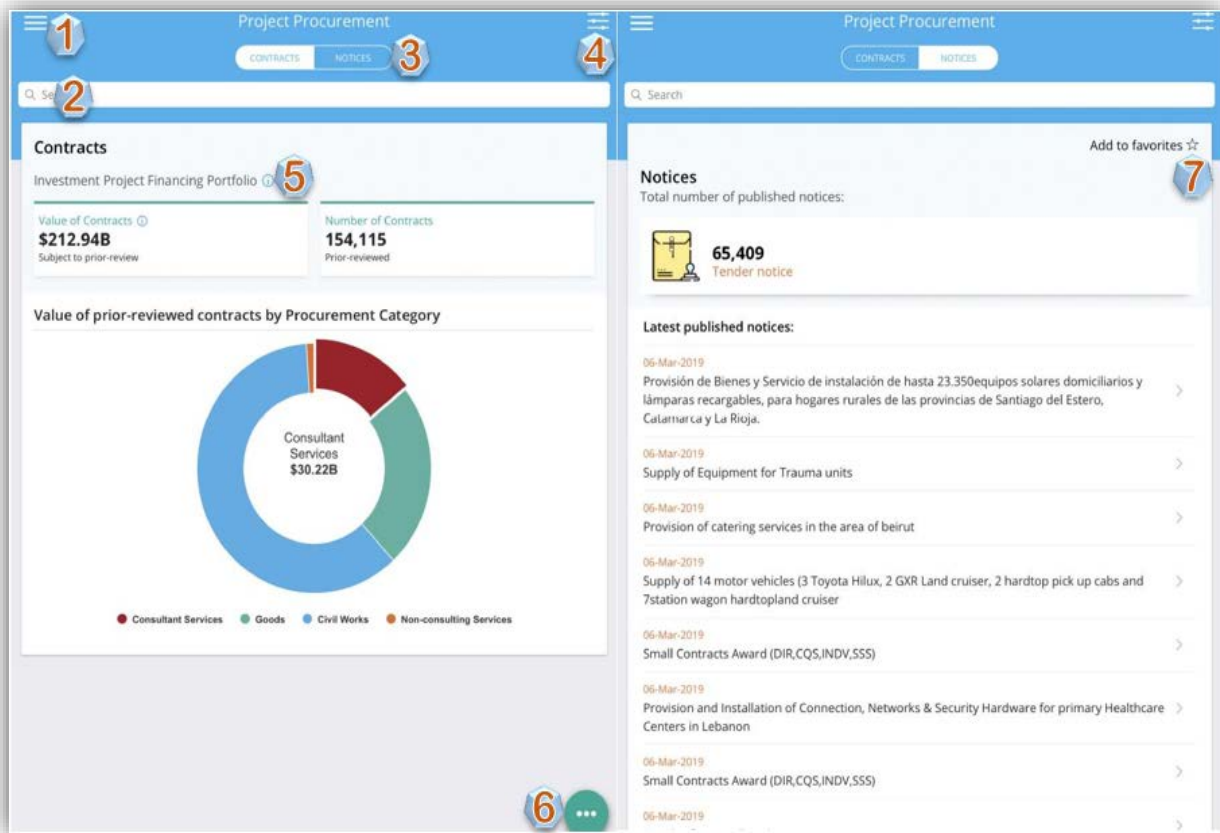 Project Procurement
1
4
CONTRACTS NOTICES
3
Se
2
Contracts
Investment Project Financing Portfolio
5
Value of Contracts
$212.94B
Subject to prior-review
Number of Contracts
154,115
Prior-reviewed
Value of prior-reviewed contracts by Procurement Category
Consultant
Services
$30.22B
Consultant Services Goods Civil Works Non-consulting Services
6
Project Procurement
CONTRACTS NOTICES
Search
Add to favorites
7
Notices
Total number of published notices:
65,409
Tender notice
Latest published notices:
06-Mar-2019
Provisión de Bienes y Servicio de instalación de hasta 23.350equipos solares domiciliarios y
lámparas recargables, para hogares rurales de las provincias de Santiago del Estero,
Catamarca y La Rioja.
06-Mar-2019
Supply of Equipment for Trauma units
06-Mar-2019
Provision of catering services in the area of beirut
06-Mar-2019
Supply of 14 motor vehicles (3 Toyota Hilux, 2 GXR Land cruiser, 2 hardtop pick up cabs and
7station wagon hardtopland cruiser
06-Mar-2019
Small Contracts Award (DIR,CQS,INDV,SSS)
06-Mar-2019
Provision and Installation of Connection, Networks & Security Hardware for primary Healthcare
Centers in Lebanon
06-Mar-2019
Small Contracts Award (DIR,CQS,INDV,SSS)
06-Mar-2019